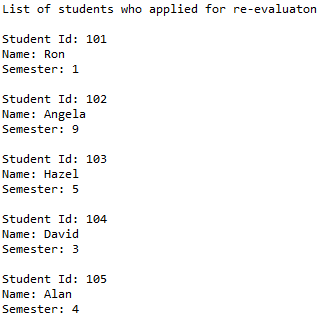 List of students who applied for re-evaluaton
Student Id: 101
Name: Ron
Semester: 1
Student Id: 102
Name: Angela
Semester: 9
Student Id: 103
Name: Hazel
Semester: 5
Student Id: 104
Name: David
Semester: 3
Student Id: 105
Name: Alan
Semester: 4